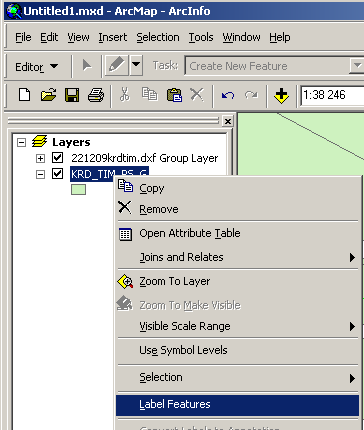 Untitled1.mxd - ArcMap - ArcInfo
File Edit View Insert Selection Tools Window Help
Editor Task: Create New Feature
1:38 246
Layers
221209krdtim.dxf Group Layer
KRD_TIM_PS_G
Copy
Remove
Open Attribute Table
Joins and Relates
Zoom To Layer
Zoom To Make Visible
Visible Scale Range
Use Symbol Levels
Selection
Label Features
Convert Labels to Annotation